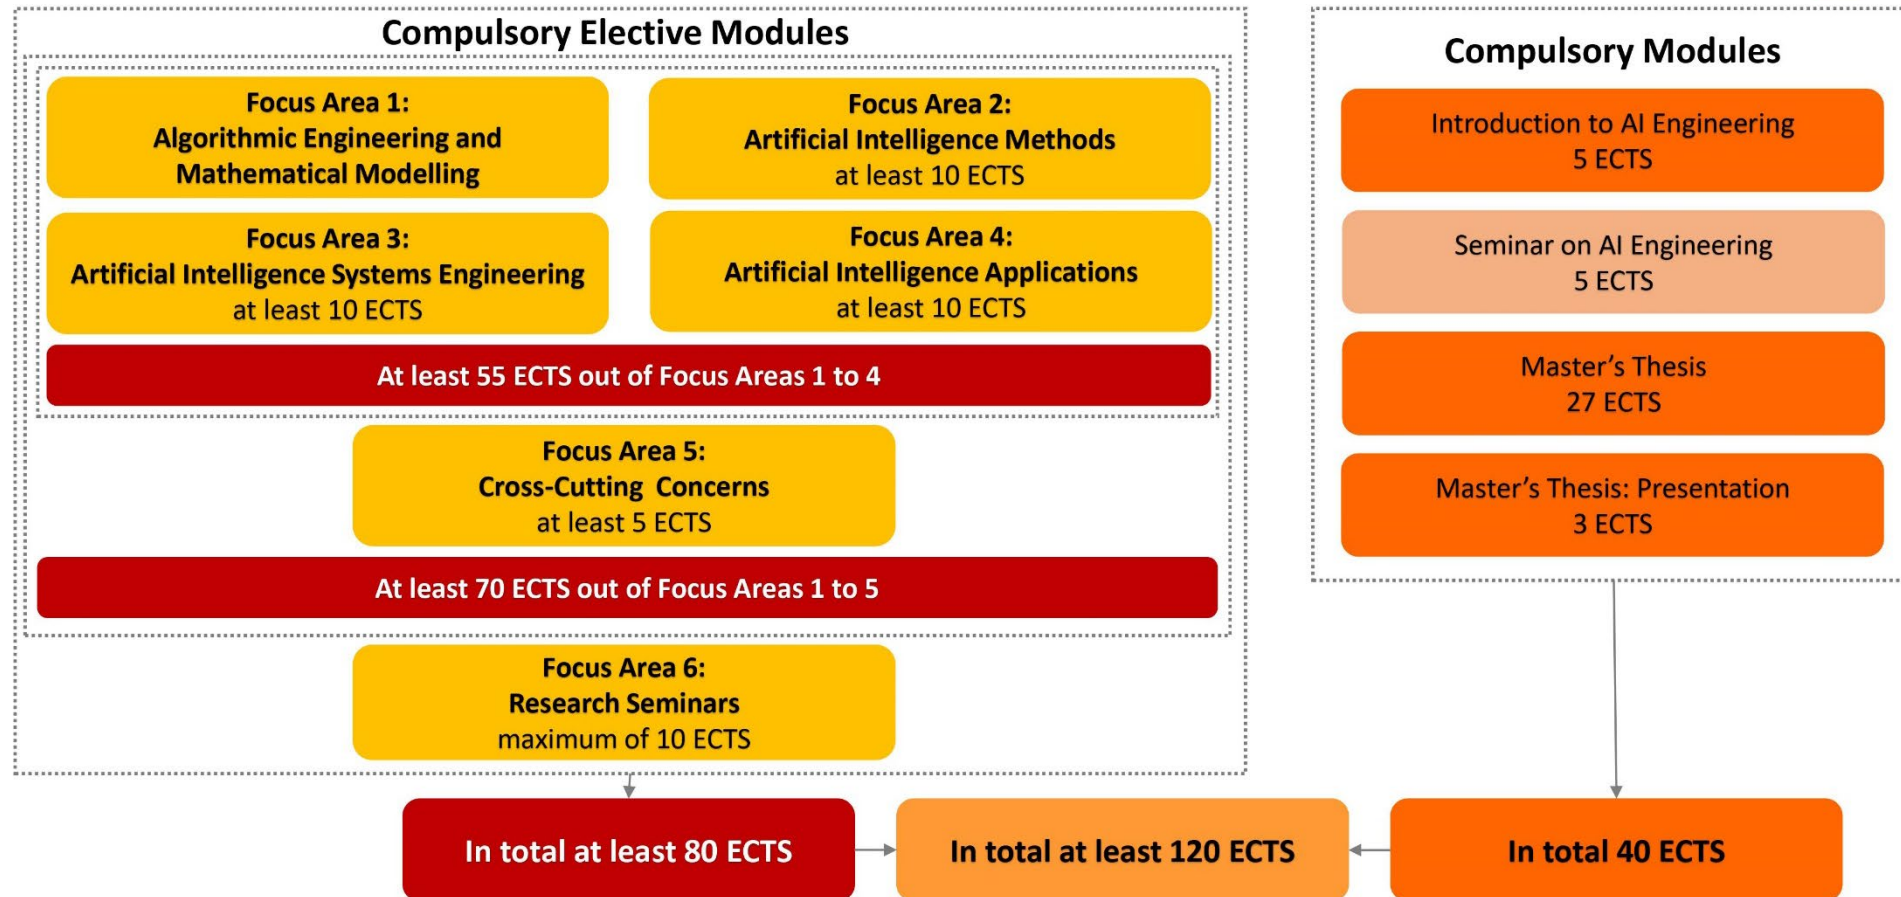 Compulsory Elective Modules
Focus Area 1:
Algorithmic Engineering and
Mathematical Modelling
Focus Area 2:
Artificial Intelligence Methods
at least 10 ECTS
Focus Area 3:
Artificial Intelligence Systems Engineering
at least 10 ECTS
Focus Area 4:
Artificial Intelligence Applications
at least 10 ECTS
At least 55 ECTS out of Focus Areas 1 to 4
Focus Area 5:
Cross-Cutting Concerns
at least 5 ECTS
At least 70 ECTS out of Focus Areas 1 to 5
Focus Area 6:
Research Seminars
maximum of 10 ECTS
Compulsory Modules
Introduction to AI Engineering
5 ECTS
Seminar on AI Engineering
5 ECTS
Master’s Thesis
27 ECTS
Master’s Thesis: Presentation
3 ECTS
In total at least 80 ECTS
In total at least 120 ECTS
In total 40 ECTS